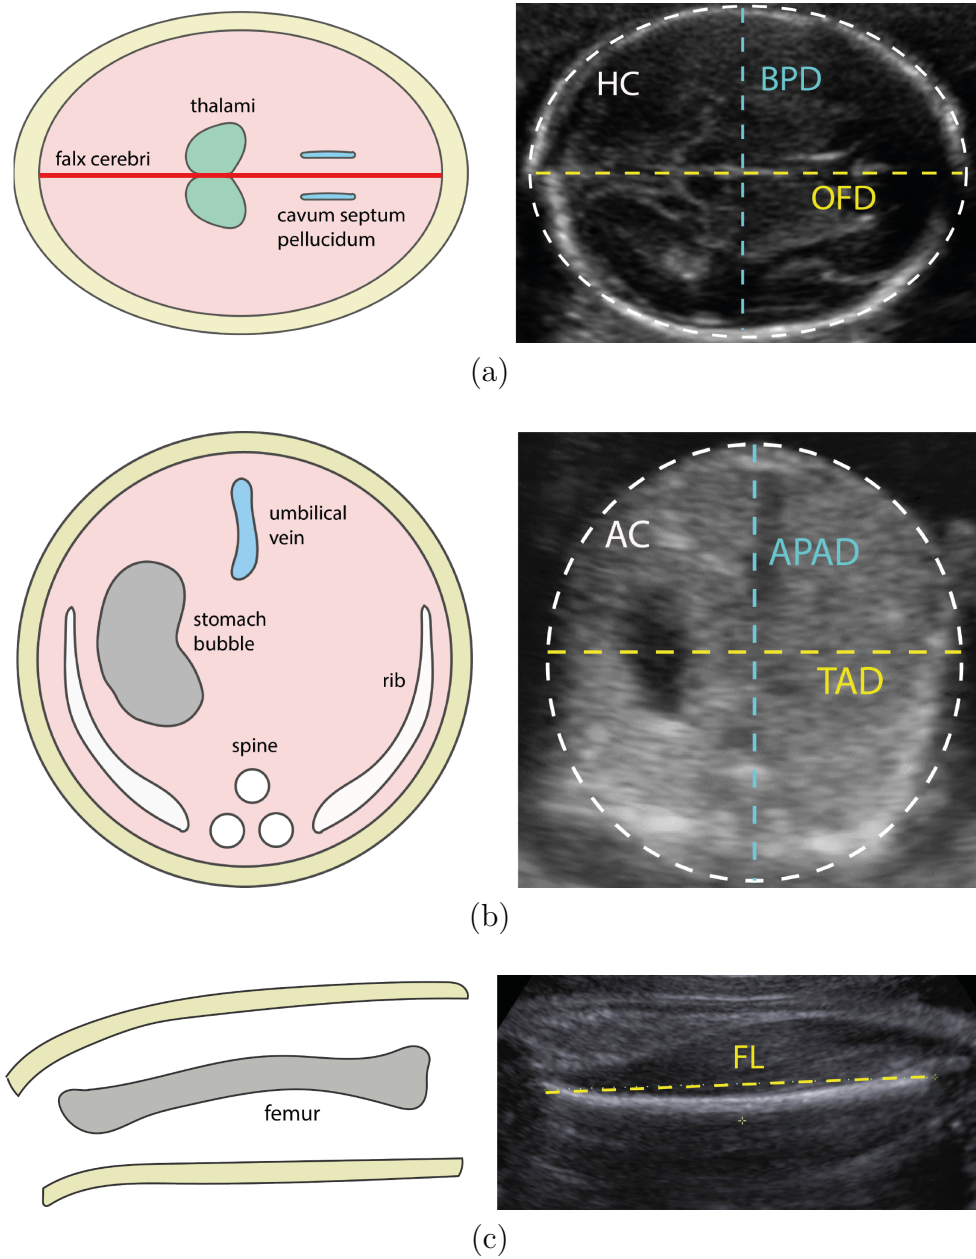 thalami
falx cerebri
cavum septum
pellucidum
HC
BPD
OFD
(a)
umbilical
vein
stomach
bubble
rib
spine
AC
APAD
TAD
(b)
femur
FL
(c)